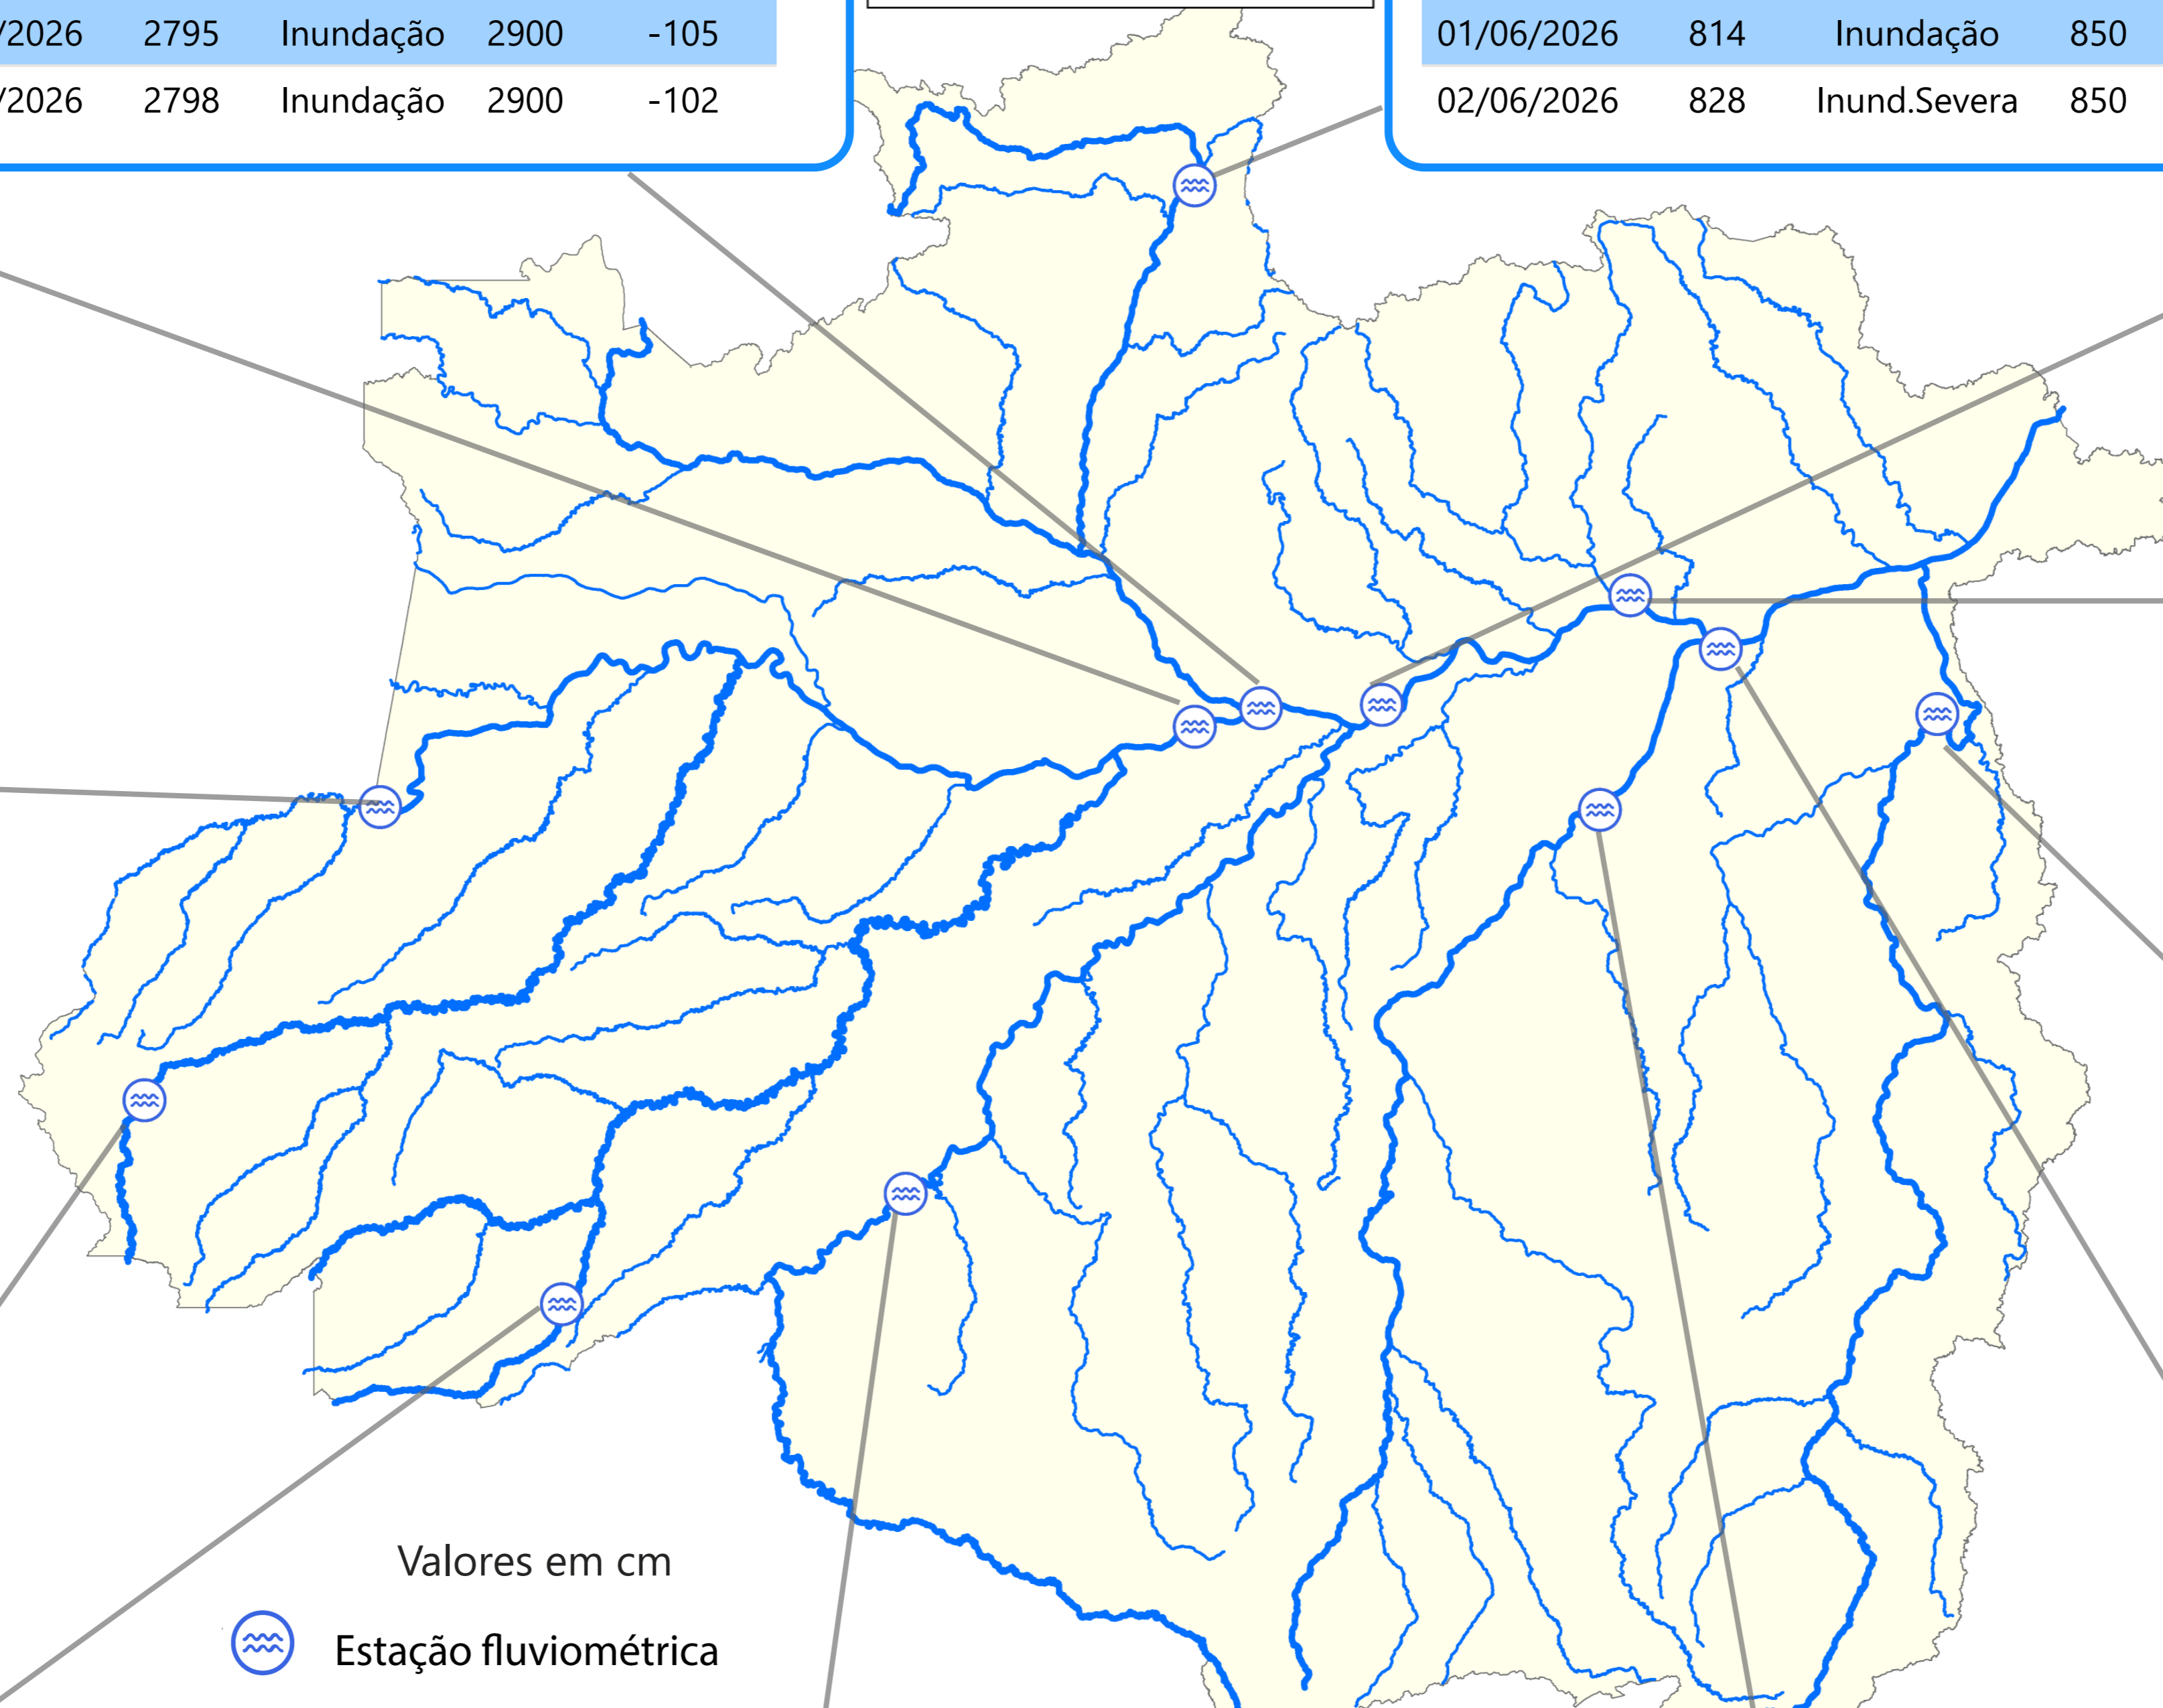 /2026 2795 Inundação 2900 -105
/2026 2798 Inundação 2900 -102
01/06/2026 814 Inundação 850
02/06/2026 828 Inund.Severa 850
Valores em cm
Estação fluviométrica